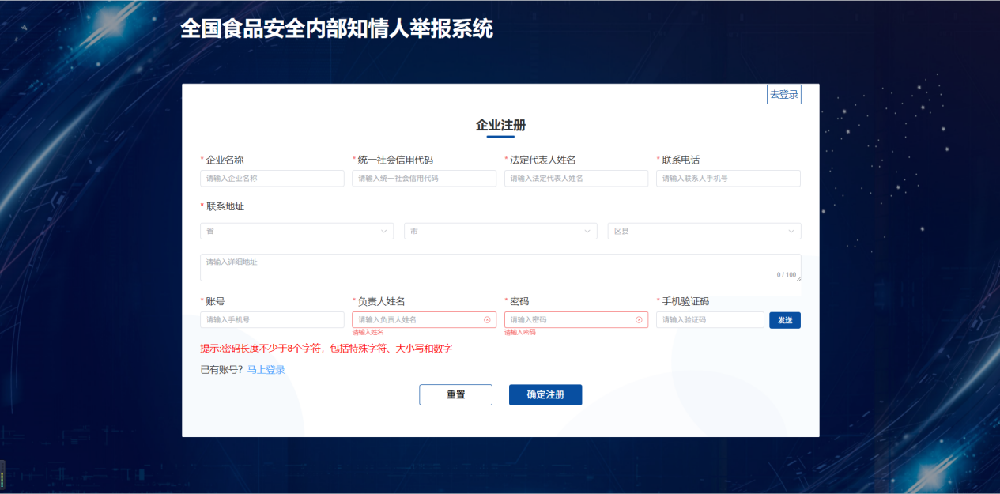 全国食品安全内部知情人举报系统
去登录
企业注册
* 企业名称 * 统一社会信用代码 * 法定代表人姓名 * 联系电话
请输入企业名称 请输入统一社会信用代码 请输入法定代表人姓名 请输入联系人手机号
* 联系地址
省 市 区县
请输入详细地址
0 / 100
* 账号 * 负责人姓名 * 密码 * 手机验证码
请输入手机号 请输入负责人姓名 请输入密码 请输入验证码 发送
请输入姓名 请输入密码
提示:密码长度不少于8个字符，包括特殊字符、大小写和数字
已有账号？马上登录
重置 确定注册